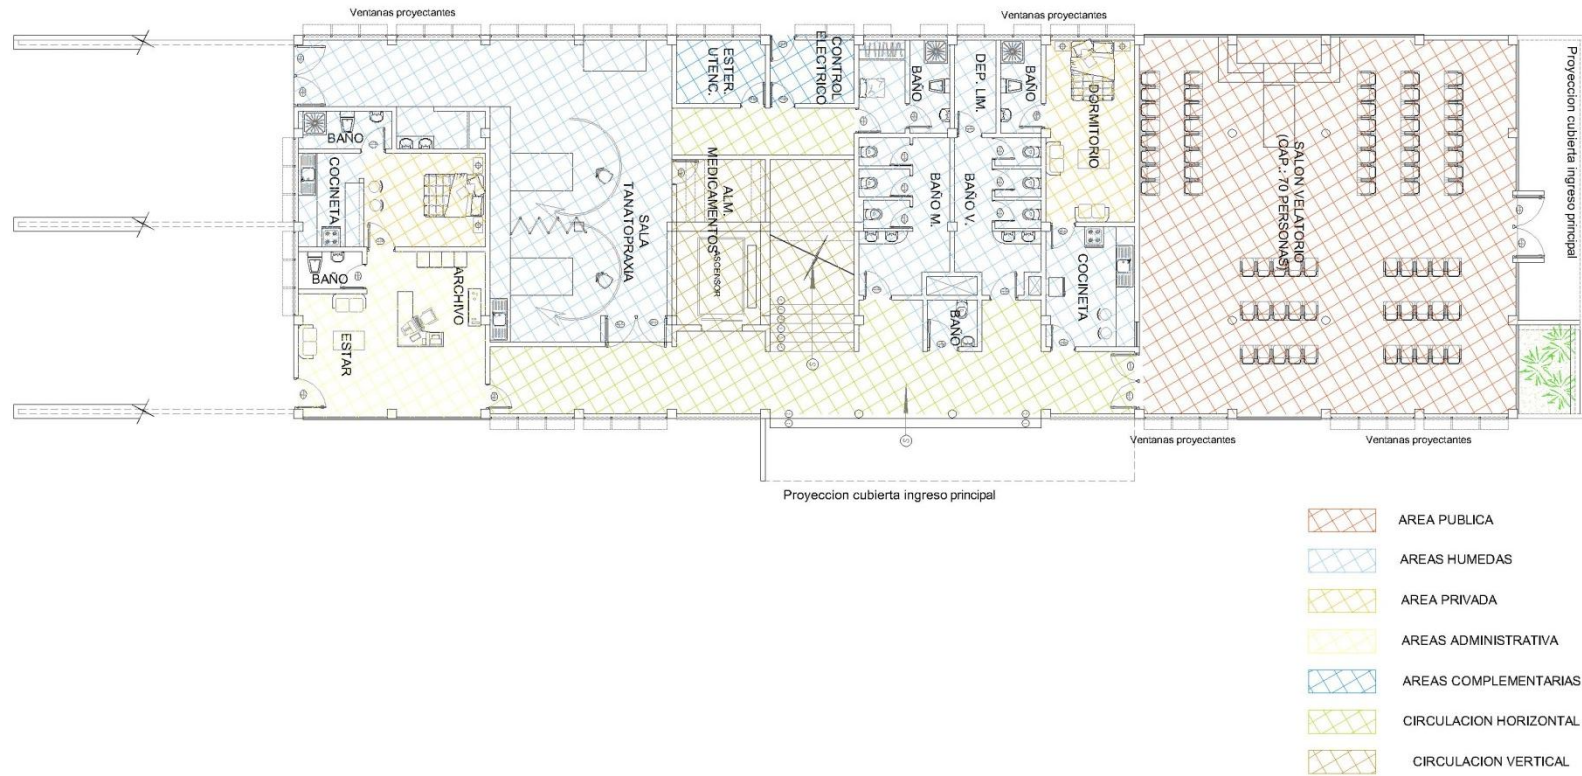 Ventanas proyectantes
Ventanas proyectantes
Proyeccion cubierta ingreso principal
ESTER.
UTENC.
CONTROL
ELECTRICO
BAÑO
DEP. LIM.
BAÑO
DORMITORIO
BAÑO
COCINETA
SALA
TANATOPRAXIA
ALM.
MEDICAMENTOS
ASCENSOR
BAÑO M.
BAÑO V.
SALON VELATORIO
(CAP.: 70 PERSONAS)
BAÑO
ARCHIVO
ESTAR
BAÑO
COCINETA
S
S
Ventanas proyectantes
Ventanas proyectantes
Proyeccion cubierta ingreso principal
AREA PUBLICA
AREAS HUMEDAS
AREA PRIVADA
AREAS ADMINISTRATIVA
AREAS COMPLEMENTARIAS
CIRCULACION HORIZONTAL
CIRCULACION VERTICAL